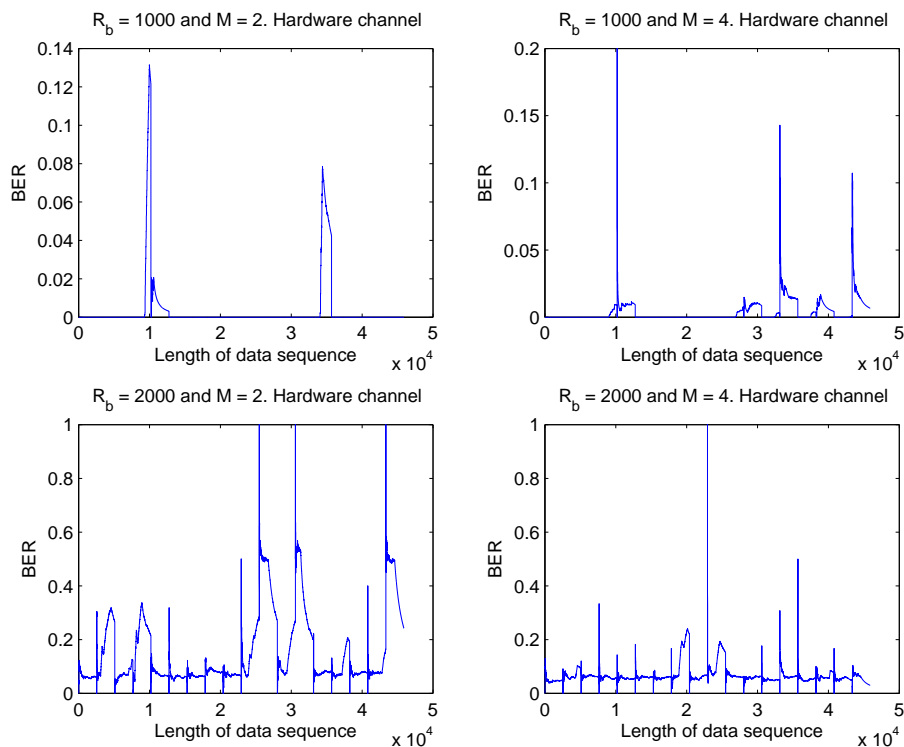 R_b = 1000 and M = 2. Hardware channel
0.14
0.12
0.1
0.08
0.06
0.04
0.02
0
BER
0 1 2 3 4 5
x 10^4
Length of data sequence
R_b = 1000 and M = 4. Hardware channel
0.2
0.15
0.1
0.05
0
BER
0 1 2 3 4 5
x 10^4
Length of data sequence
R_b = 2000 and M = 2. Hardware channel
1
0.8
0.6
0.4
0.2
0
BER
0 1 2 3 4 5
x 10^4
Length of data sequence
R_b = 2000 and M = 4. Hardware channel
1
0.8
0.6
0.4
0.2
0
BER
0 1 2 3 4 5
x 10^4
Length of data sequence